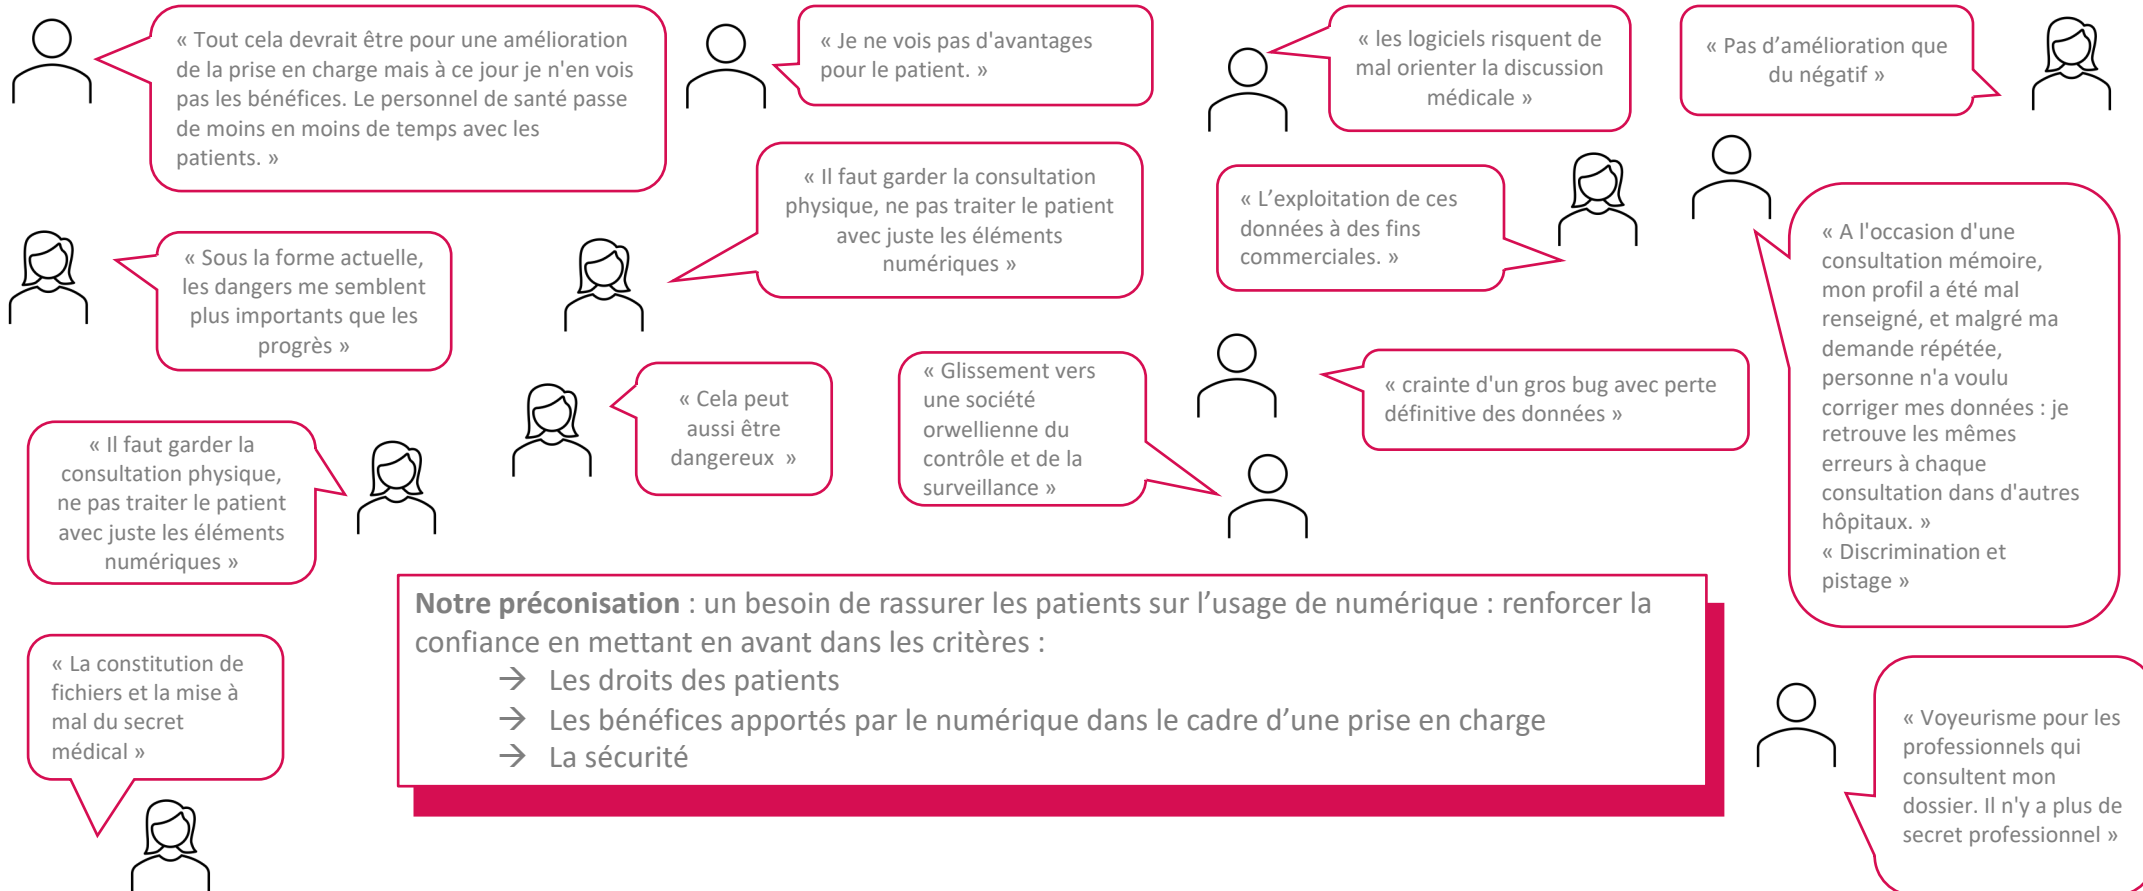 « Tout cela devrait être pour une amélioration
de la prise en charge mais à ce jour je n'en vois
pas les bénéfices. Le personnel de santé passe
de moins en moins de temps avec les
patients. »
« Je ne vois pas d'avantages
pour le patient. »
« les logiciels risquent de
mal orienter la discussion
médicale »
« Pas d’amélioration que
du négatif »
« Il faut garder la consultation
physique, ne pas traiter le patient
avec juste les éléments
numériques »
« L’exploitation de ces
données à des fins
commerciales. »
« A l'occasion d'une
consultation mémoire,
mon profil a été mal
renseigné, et malgré ma
demande répétée,
personne n'a voulu
corriger mes données : je
retrouve les mêmes
erreurs à chaque
consultation dans d'autres
hôpitaux. »
« Discrimination et
pistage »
« Sous la forme actuelle,
les dangers me semblent
plus importants que les
progrès »
« Cela peut
aussi être
dangereux  »
« Glissement vers
une société
orwellienne du
contrôle et de la
surveillance »
« crainte d'un gros bug avec perte
définitive des données »
« Il faut garder la
consultation physique,
ne pas traiter le patient
avec juste les éléments
numériques »
Notre préconisation : un besoin de rassurer les patients sur l’usage de numérique : renforcer la
confiance en mettant en avant dans les critères :
→ Les droits des patients
→ Les bénéfices apportés par le numérique dans le cadre d’une prise en charge
→ La sécurité
« La constitution de
fichiers et la mise à
mal du secret
médical »
« Voyeurisme pour les
professionnels qui
consultent mon
dossier. Il n'y a plus de
secret professionnel »